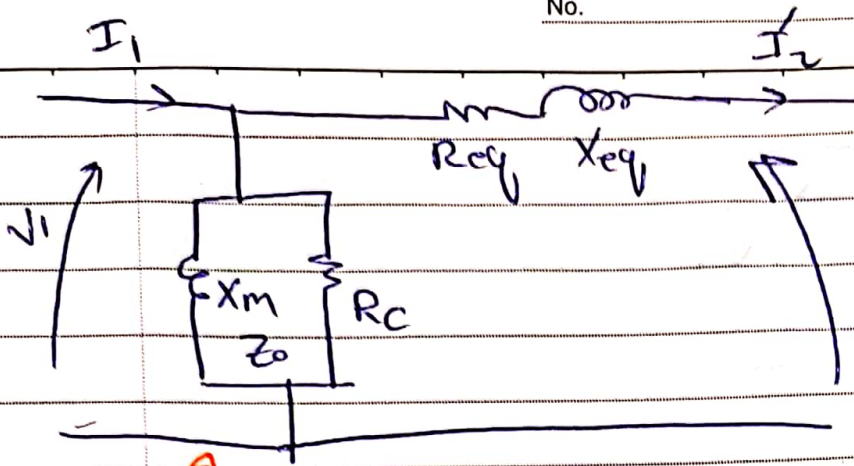 No.
I₁ I₂'
Req Xeq
V₁
Xm Rc
Zo